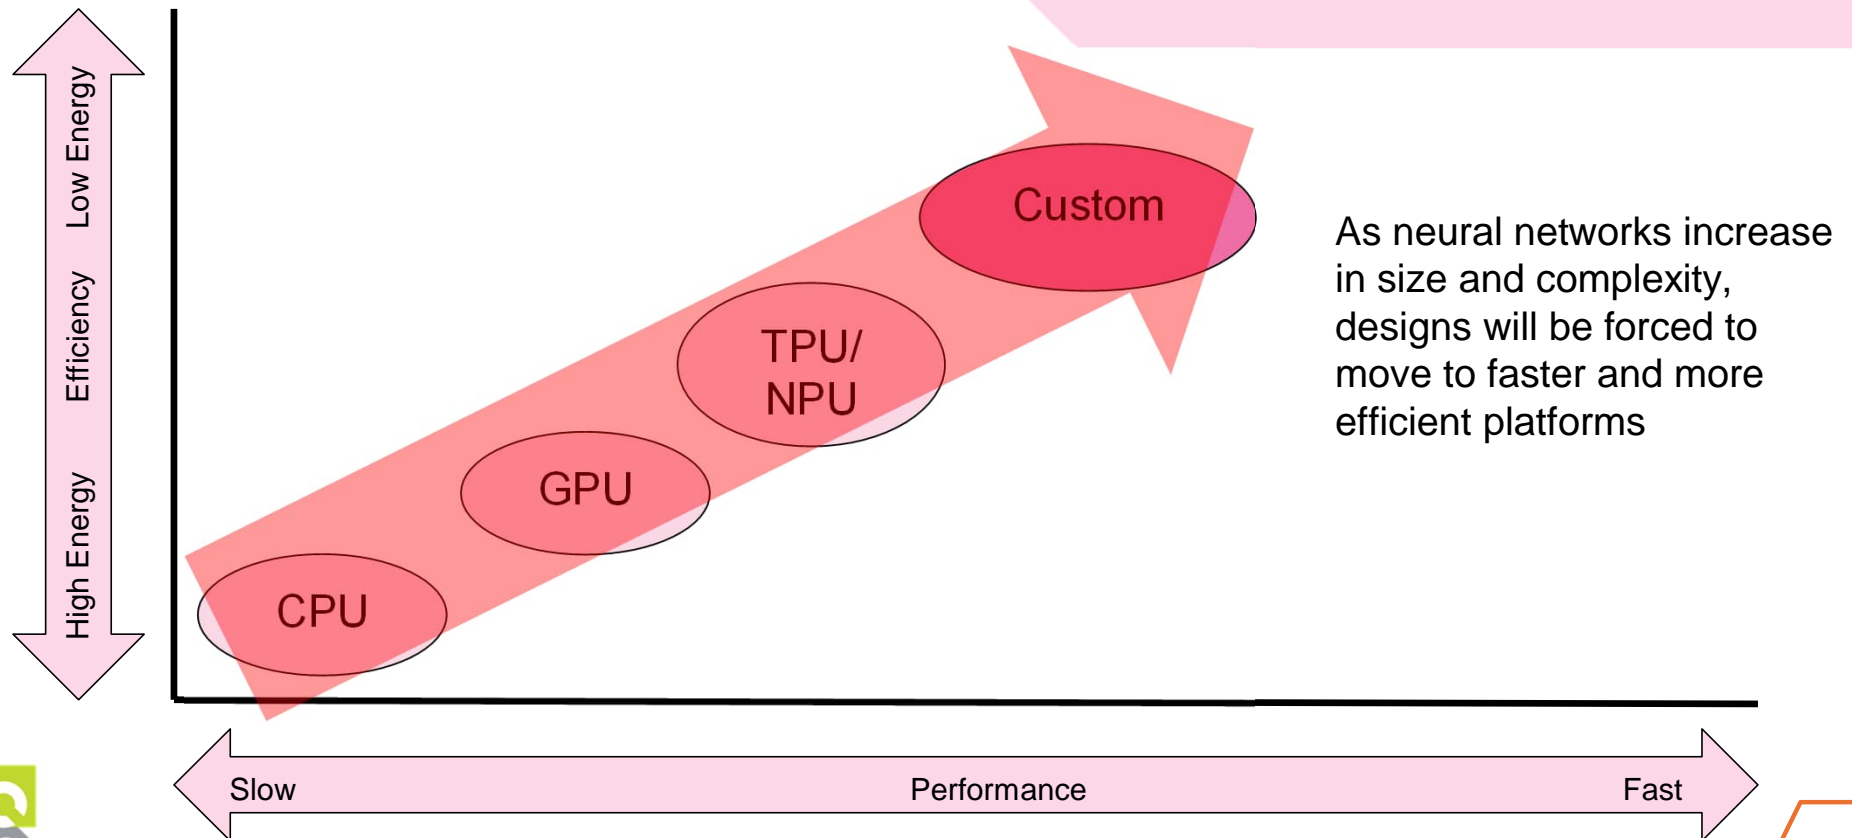 Low Energy
Efficiency
High Energy
Custom
TPU/
NPU
GPU
CPU
As neural networks increase
in size and complexity,
designs will be forced to
move to faster and more
efficient platforms
Slow Performance Fast